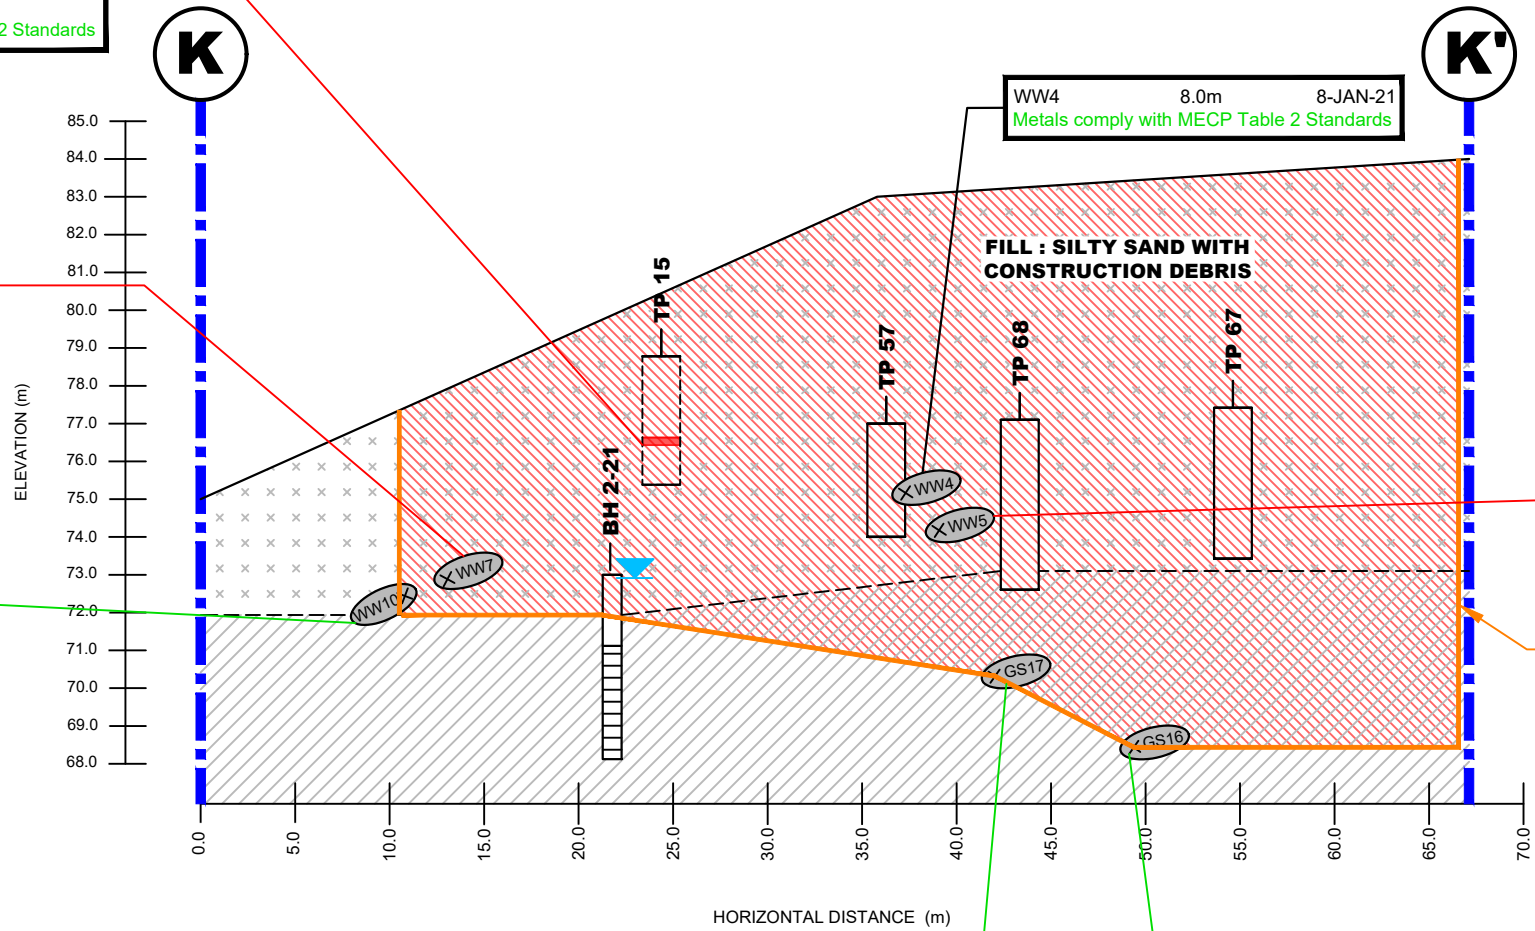 2 Standards
K
K'
WW4 8.0m 8-JAN-21
Metals comply with MECP Table 2 Standards
85.0
84.0
83.0
82.0
81.0
80.0
79.0
78.0
77.0
76.0
75.0
74.0
73.0
72.0
71.0
70.0
69.0
68.0
ELEVATION (m)
FILL : SILTY SAND WITH
CONSTRUCTION DEBRIS
TP 15
TP 57
TP 68
TP 67
BH 2-21
WW4
WW5
WW7
WW10
GS17
GS16
0.0
5.0
10.0
15.0
20.0
25.0
30.0
35.0
40.0
45.0
50.0
55.0
60.0
65.0
70.0
HORIZONTAL DISTANCE (m)